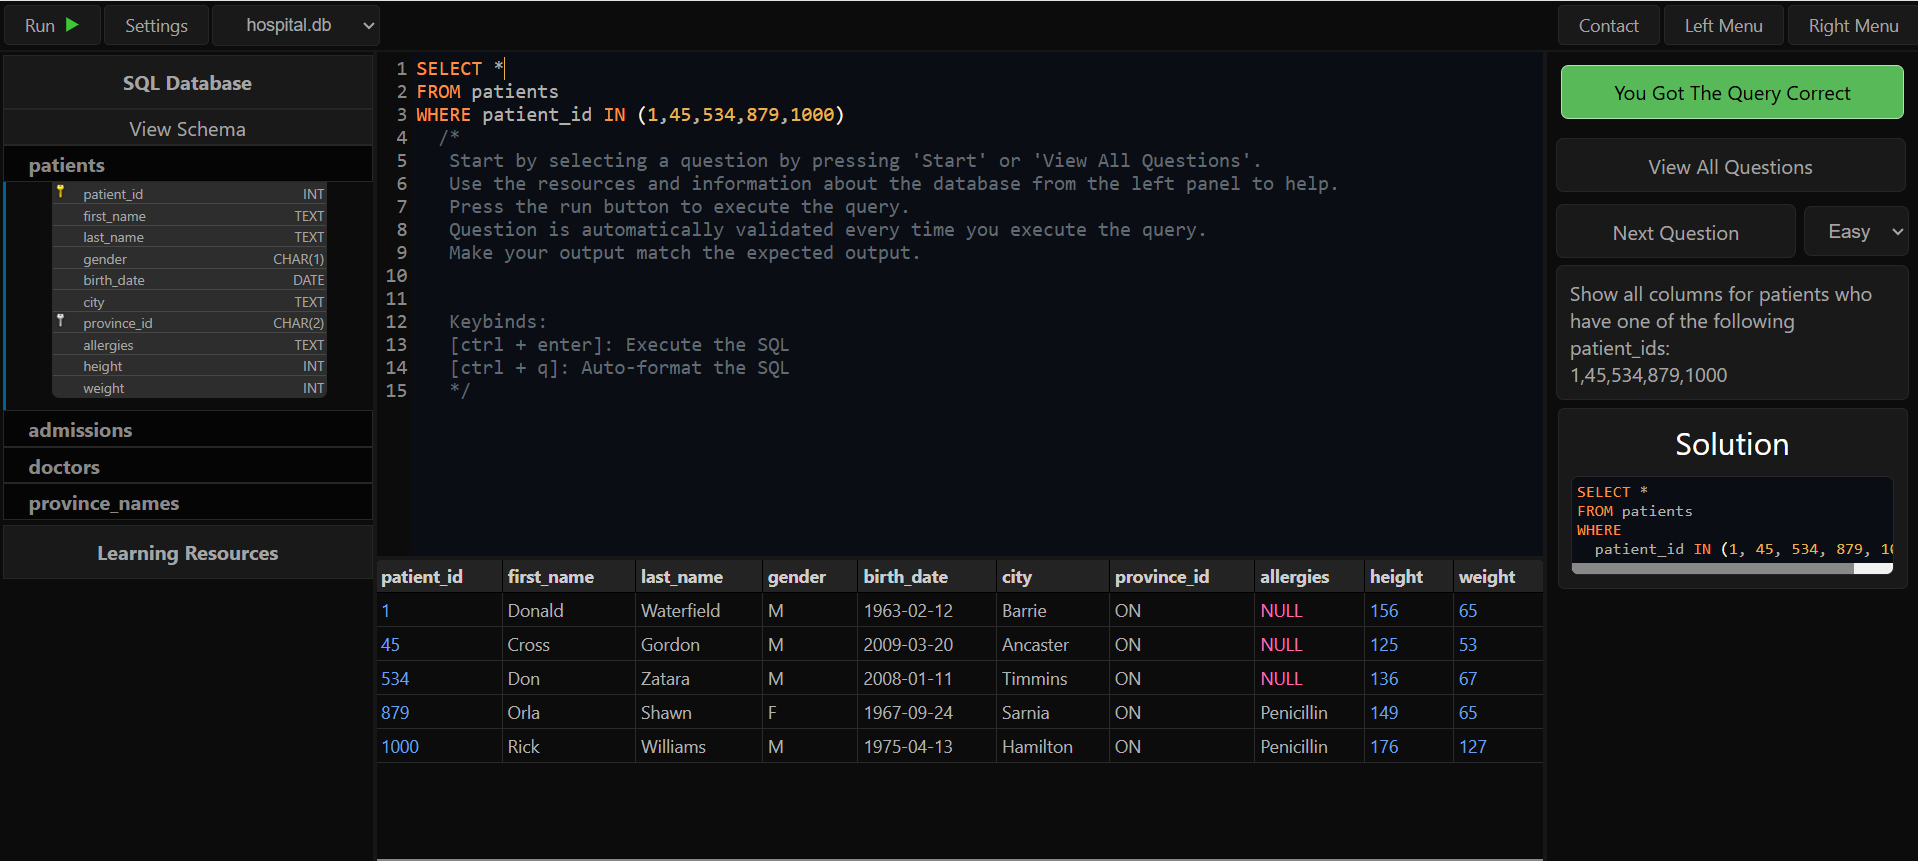 Run Settings hospital.db Contact Left Menu Right Menu
SQL Database
View Schema
patients
patient_id INT
first_name TEXT
last_name TEXT
gender CHAR(1)
birth_date DATE
city TEXT
province_id CHAR(2)
allergies TEXT
height INT
weight INT
admissions
doctors
province_names
Learning Resources
1 SELECT *
2 FROM patients
3 WHERE patient_id IN (1,45,534,879,1000)
4 /*
5 Start by selecting a question by pressing 'Start' or 'View All Questions'.
6 Use the resources and information about the database from the left panel to help.
7 Press the run button to execute the query.
8 Question is automatically validated every time you execute the query.
9 Make your output match the expected output.
10
11
12 Keybinds:
13 [ctrl + enter]: Execute the SQL
14 [ctrl + q]: Auto-format the SQL
15 */
patient_id first_name last_name gender birth_date city province_id allergies height weight
1 Donald Waterfield M 1963-02-12 Barrie ON NULL 156 65
45 Cross Gordon M 2009-03-20 Ancaster ON NULL 125 53
534 Don Zatara M 2008-01-11 Timmins ON NULL 136 67
879 Orla Shawn F 1967-09-24 Sarnia ON Penicillin 149 65
1000 Rick Williams M 1975-04-13 Hamilton ON Penicillin 176 127
You Got The Query Correct
View All Questions
Next Question Easy
Show all columns for patients who
have one of the following
patient_ids:
1,45,534,879,1000
Solution
SELECT *
FROM patients
WHERE
patient_id IN (1, 45, 534, 879, 1